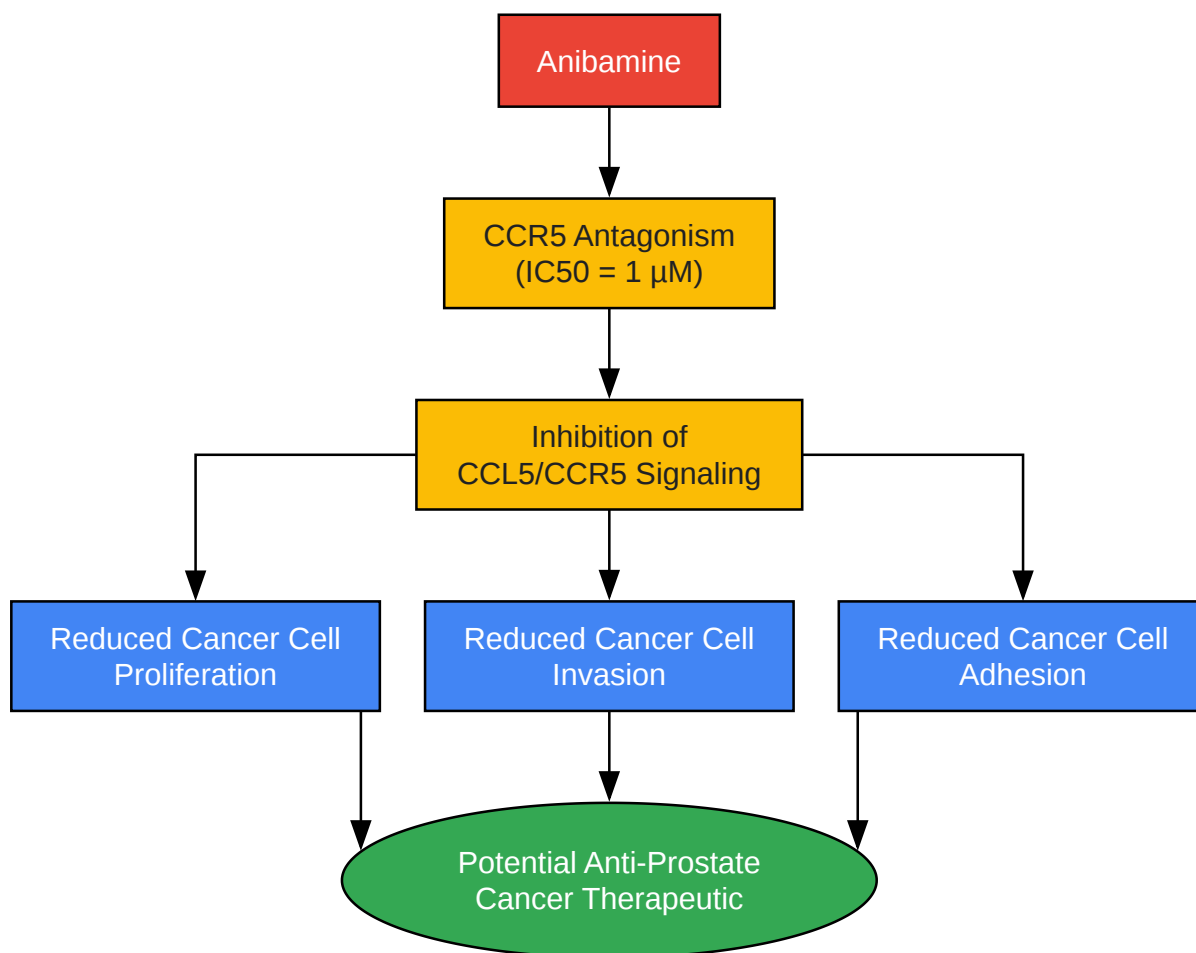 Anibamine
CCR5 Antagonism
(IC50 = 1 µM)
Inhibition of
CCL5/CCR5 Signaling
Reduced Cancer Cell
Proliferation
Reduced Cancer Cell
Invasion
Reduced Cancer Cell
Adhesion
Potential Anti-Prostate
Cancer Therapeutic